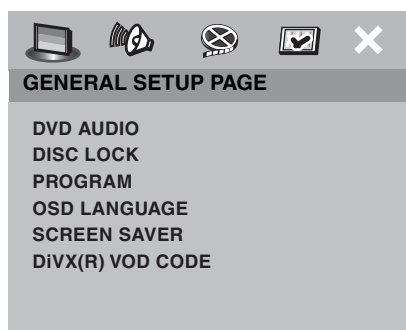 GENERAL SETUP PAGE
DVD AUDIO
DISC LOCK
PROGRAM
OSD LANGUAGE
SCREEN SAVER
DiVX(R) VOD CODE